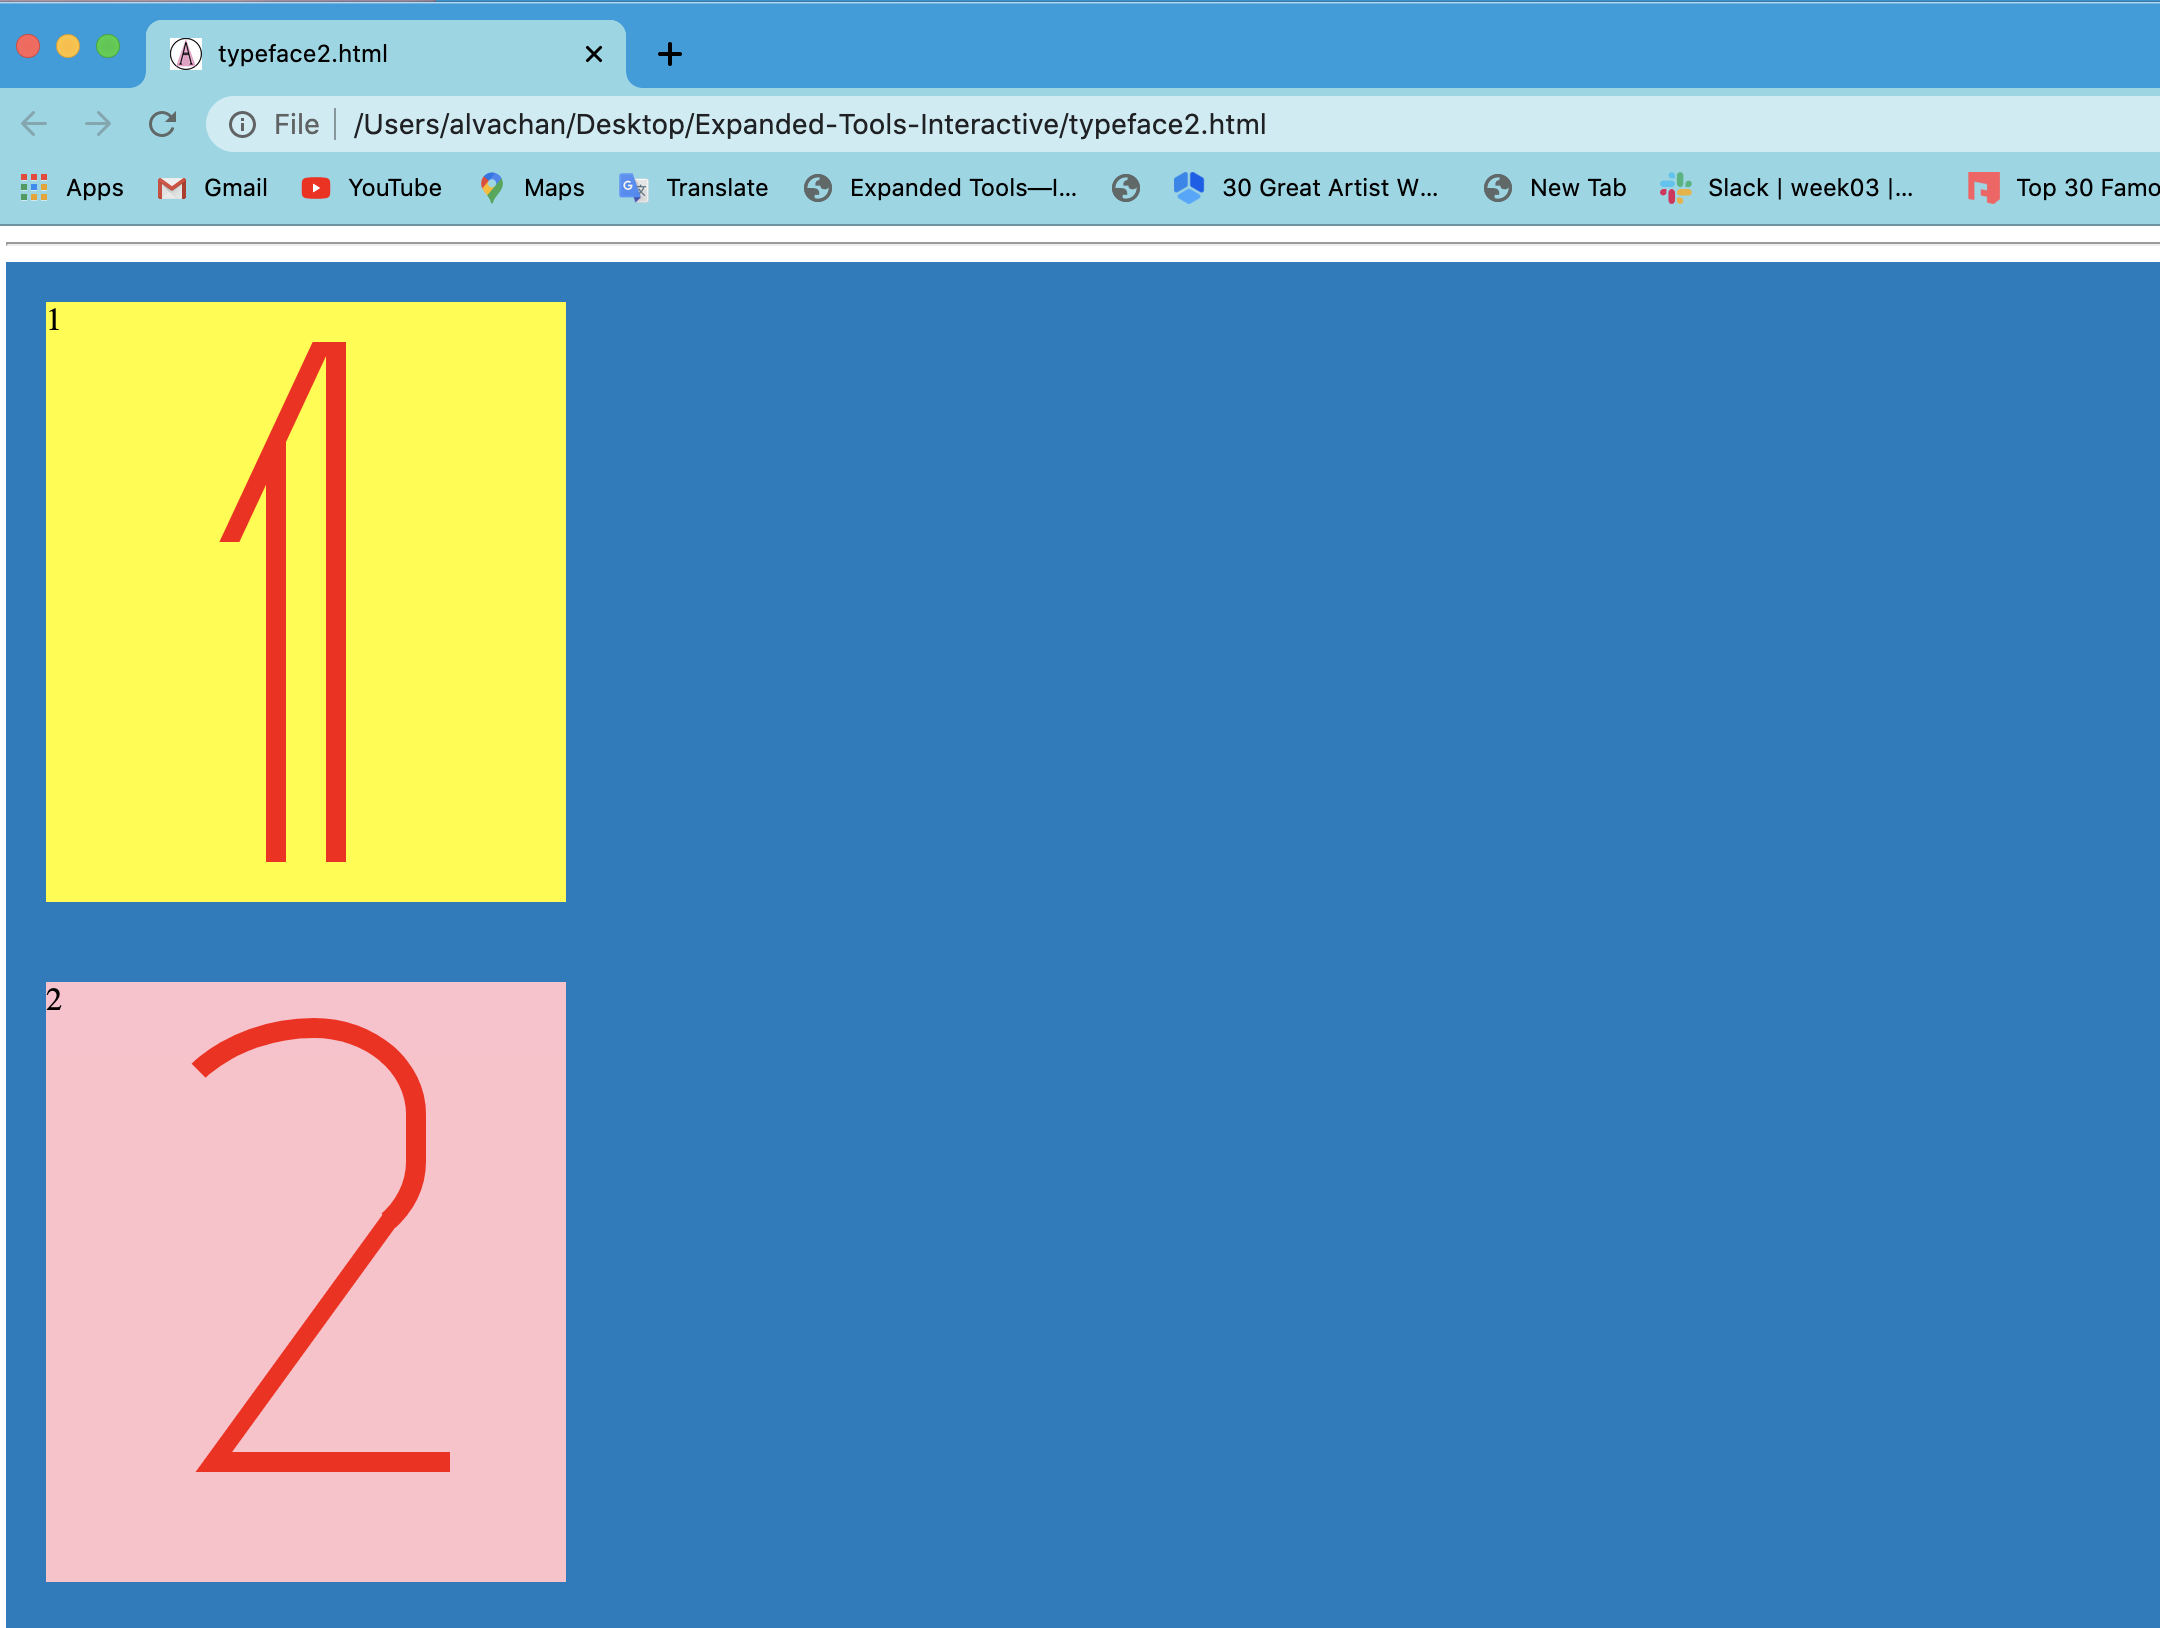 typeface2.html
File /Users/alvachan/Desktop/Expanded-Tools-Interactive/typeface2.html
Apps Gmail YouTube Maps Translate Expanded Tools—I... 30 Great Artist W... New Tab Slack | week03 |... Top 30 Famo
1
1
2
2